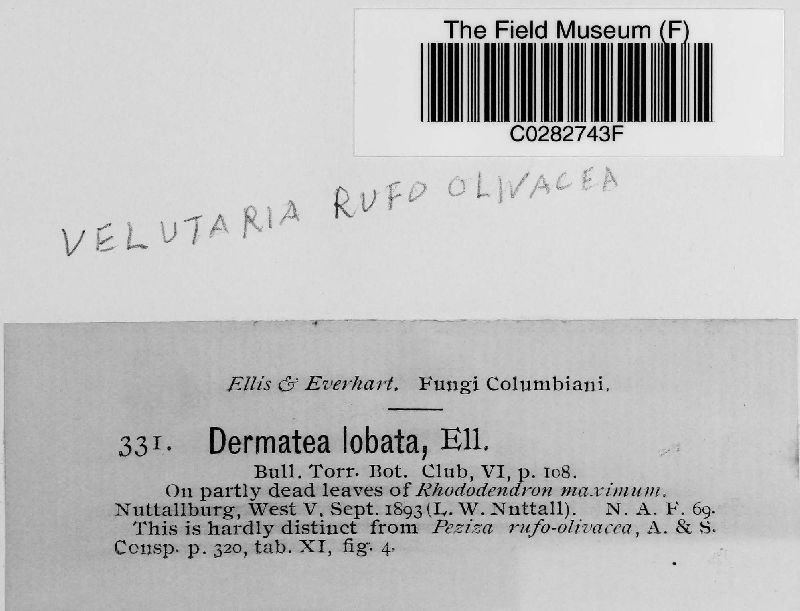 The Field Museum (F)
C0282743F
VELUTARIA RUFO OLIVACEA
Ellis & Everhart. Fungi Columbiani.
331. Dermatea lobata, Ell.
Bull. Torr. Bot. Club, VI, p. 108.
On partly dead leaves of Rhododendron maximum.
Nuttallburg, West V. Sept. 1893 (L. W. Nuttall). N. A. F. 69.
This is hardly distinct from Peziza rufo-olivacea, A. & S.
Consp. p. 320, tab. XI, fig. 4.